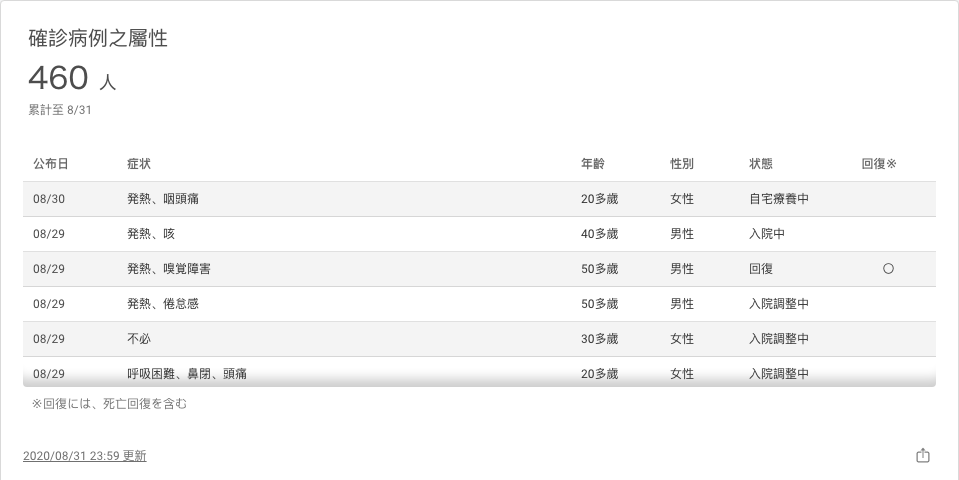 確診病例之屬性
460 人
累計至 8/31
公布日 症状 年齡 性別 状態 回復※
08/30 発熱、咽頭痛 20多歲 女性 自宅療養中
08/29 発熱、咳 40多歲 男性 入院中
08/29 発熱、嗅覚障害 50多歲 男性 回復 〇
08/29 発熱、倦怠感 50多歲 男性 入院調整中
08/29 不必 30多歲 女性 入院調整中
08/29 呼吸困難、鼻閉、頭痛 20多歲 女性 入院調整中
※回復には、死亡回復を含む
2020/08/31 23:59 更新